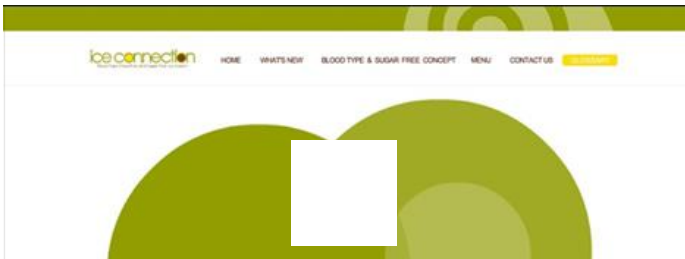 ice connection
HOME
WHAT'S NEW
BLOOD TYPE & SUGAR FREE CONCEPT
MENU
CONTACT US